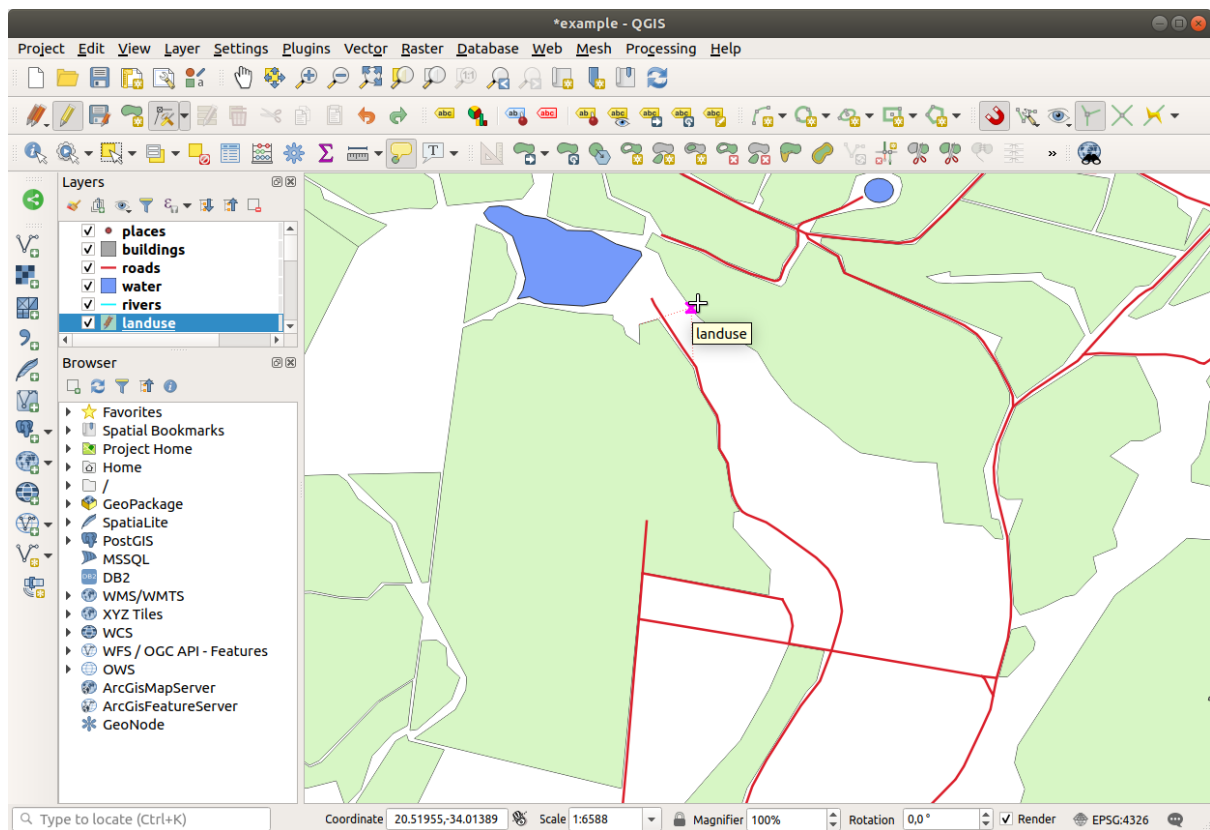 *example - QGIS
Project Edit View Layer Settings Plugins Vector Raster Database Web Mesh Processing Help
Layers
places
buildings
roads
water
rivers
landuse
Browser
Favorites
Spatial Bookmarks
Project Home
Home
/
GeoPackage
SpatiaLite
PostGIS
MSSQL
DB2
WMS/WMTS
XYZ Tiles
WCS
WFS / OGC API - Features
OWS
ArcGisMapServer
ArcGisFeatureServer
GeoNode
landuse
Type to locate (Ctrl+K) Coordinate 20.51955,-34.01389 Scale 1:6588 Magnifier 100% Rotation 0,0 ° Render EPSG:4326